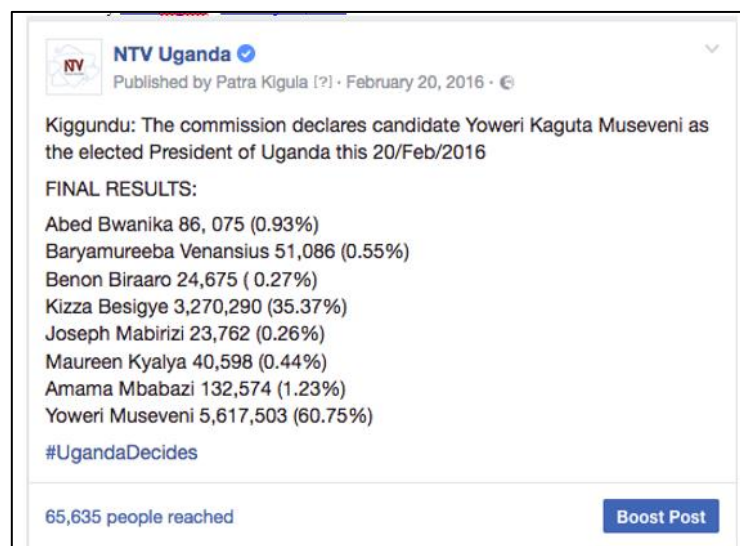 NTV
NTV Uganda
Published by Patra Kigula [?] · February 20, 2016 ·
Kiggundu: The commission declares candidate Yoweri Kaguta Museveni as
the elected President of Uganda this 20/Feb/2016
FINAL RESULTS:
Abed Bwanika 86, 075 (0.93%)
Baryamureeba Venansius 51,086 (0.55%)
Benon Biraaro 24,675 ( 0.27%)
Kizza Besigye 3,270,290 (35.37%)
Joseph Mabirizi 23,762 (0.26%)
Maureen Kyalya 40,598 (0.44%)
Amama Mbabazi 132,574 (1.23%)
Yoweri Museveni 5,617,503 (60.75%)
#UgandaDecides
65,635 people reached
Boost Post